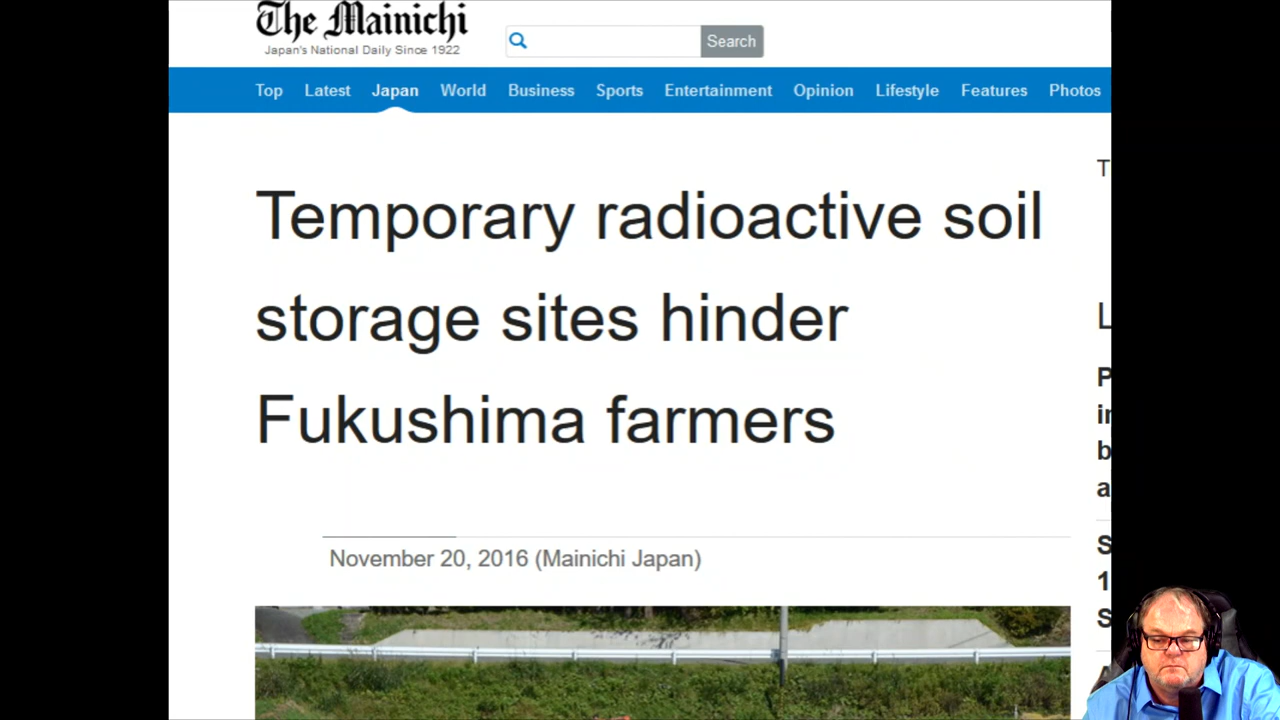 The Mainichi
Japan's National Daily Since 1922
Search
Top Latest Japan World Business Sports Entertainment Opinion Lifestyle Features Photos
Temporary radioactive soil
storage sites hinder
Fukushima farmers
November 20, 2016 (Mainichi Japan)